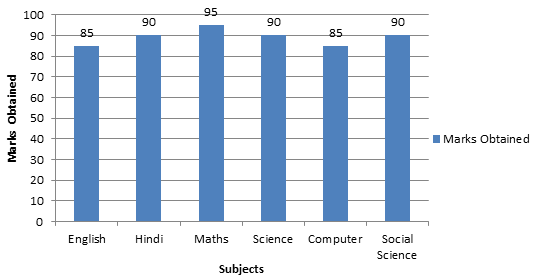 100
90
80
70
60
50
40
30
20
10
0
Marks Obtained
85
90
95
90
85
90
English
Hindi
Maths
Science
Computer
Social
Science
Subjects
Marks Obtained